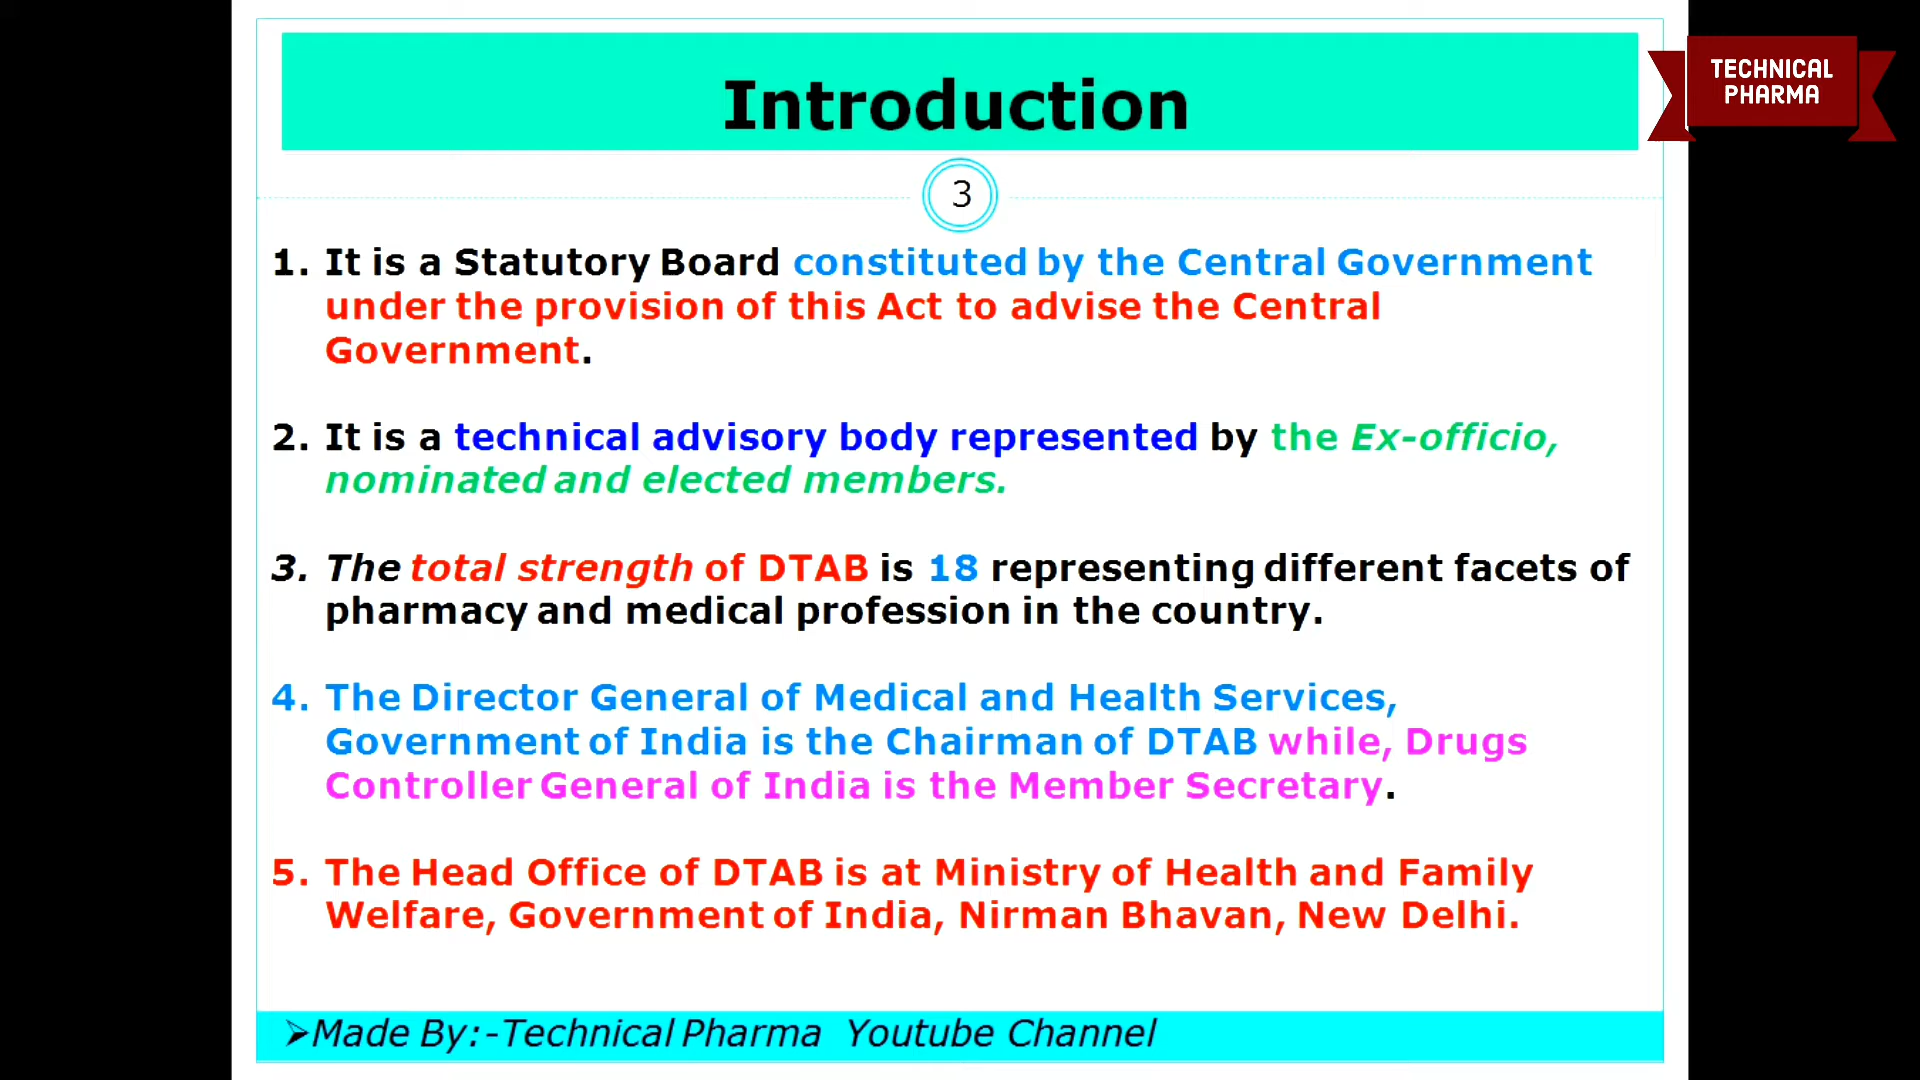 Introduction
TECHNICAL
PHARMA
3
1. It is a Statutory Board constituted by the Central Government
under the provision of this Act to advise the Central
Government.
2. It is a technical advisory body represented by the Ex-officio,
nominated and elected members.
3. The total strength of DTAB is 18 representing different facets of
pharmacy and medical profession in the country.
4. The Director General of Medical and Health Services,
Government of India is the Chairman of DTAB while, Drugs
Controller General of India is the Member Secretary.
5. The Head Office of DTAB is at Ministry of Health and Family
Welfare, Government of India, Nirman Bhavan, New Delhi.
➢Made By:-Technical Pharma Youtube Channel